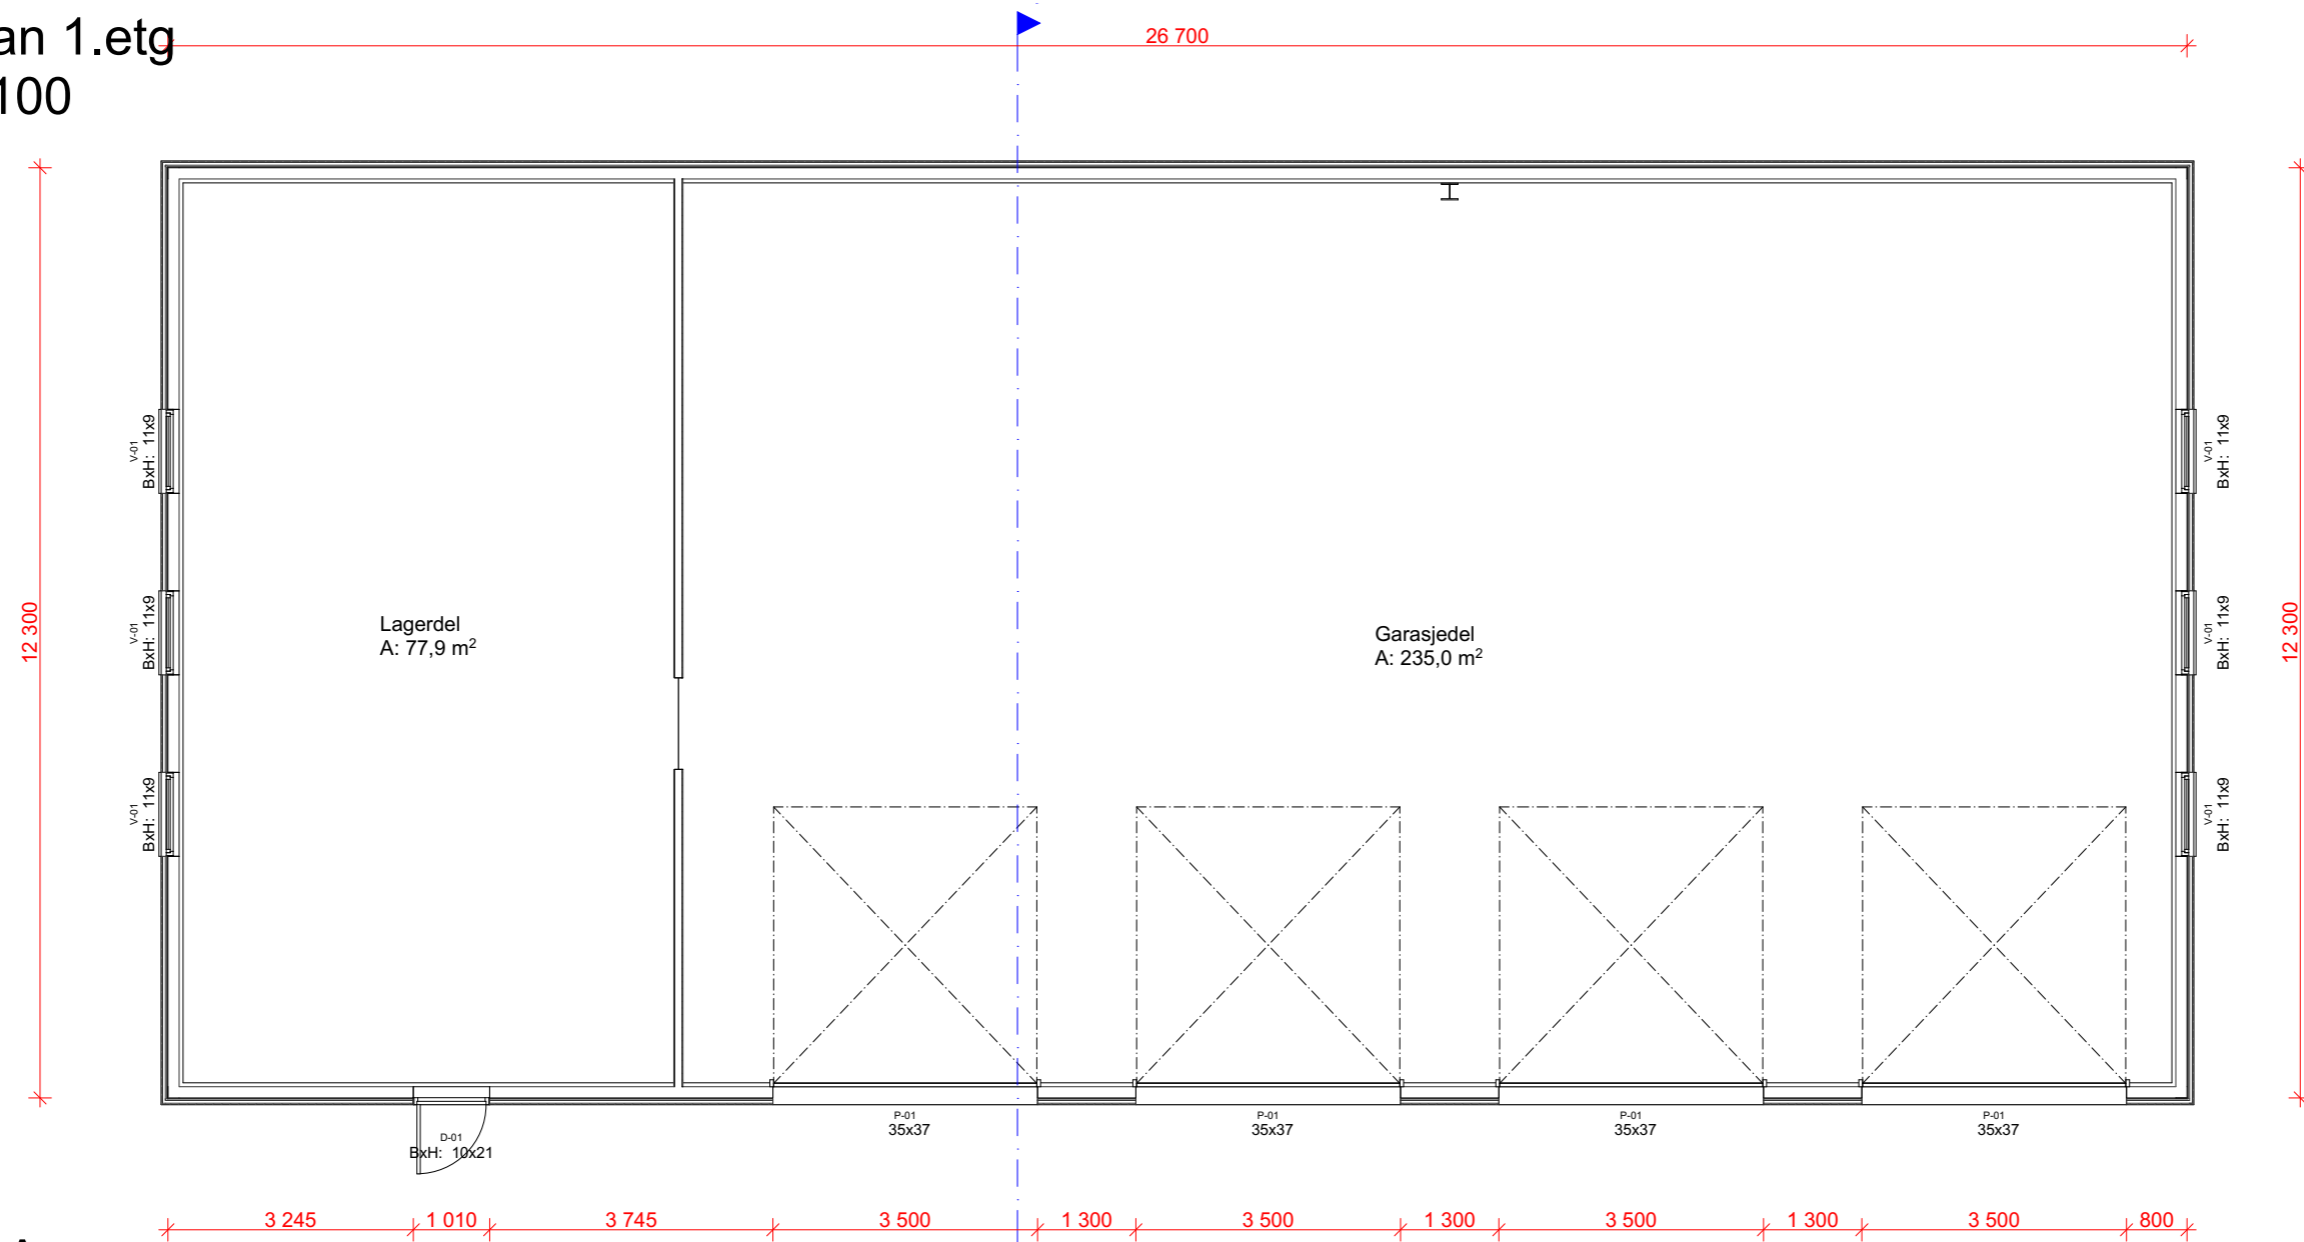 an 1.etg
100
26 700
12 300
12 300
V-01
BxH: 11x9
V-01
BxH: 11x9
V-01
BxH: 11x9
V-01
BxH: 11x9
V-01
BxH: 11x9
V-01
BxH: 11x9
Lagerdel
A: 77,9 m²
Garasjedel
A: 235,0 m²
D-01
BxH: 10x21
P-01
35x37
P-01
35x37
P-01
35x37
P-01
35x37
3 245
1 010
3 745
3 500
1 300
3 500
1 300
3 500
1 300
3 500
800